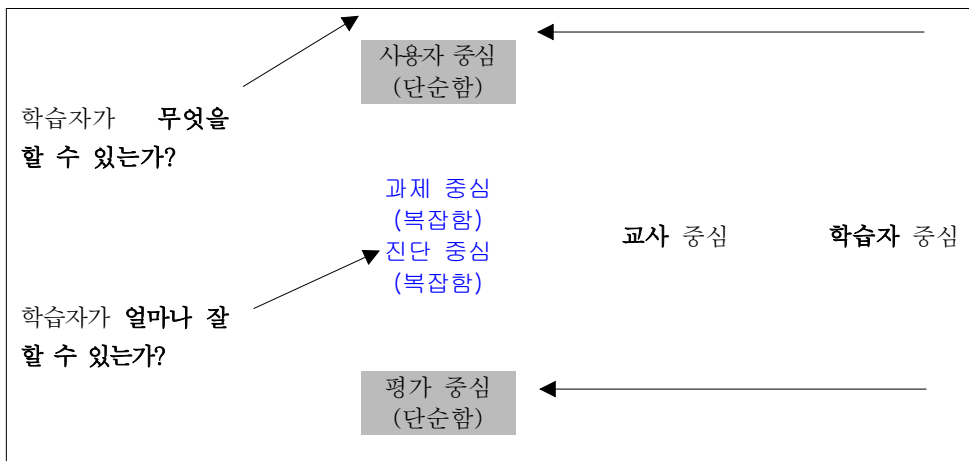 사용자 중심
(단순함)
학습자가 무엇을
할 수 있는가?
과제 중심
(복잡함)
진단 중심
(복잡함)
교사 중심
학습자 중심
학습자가 얼마나 잘
할 수 있는가?
평가 중심
(단순함)